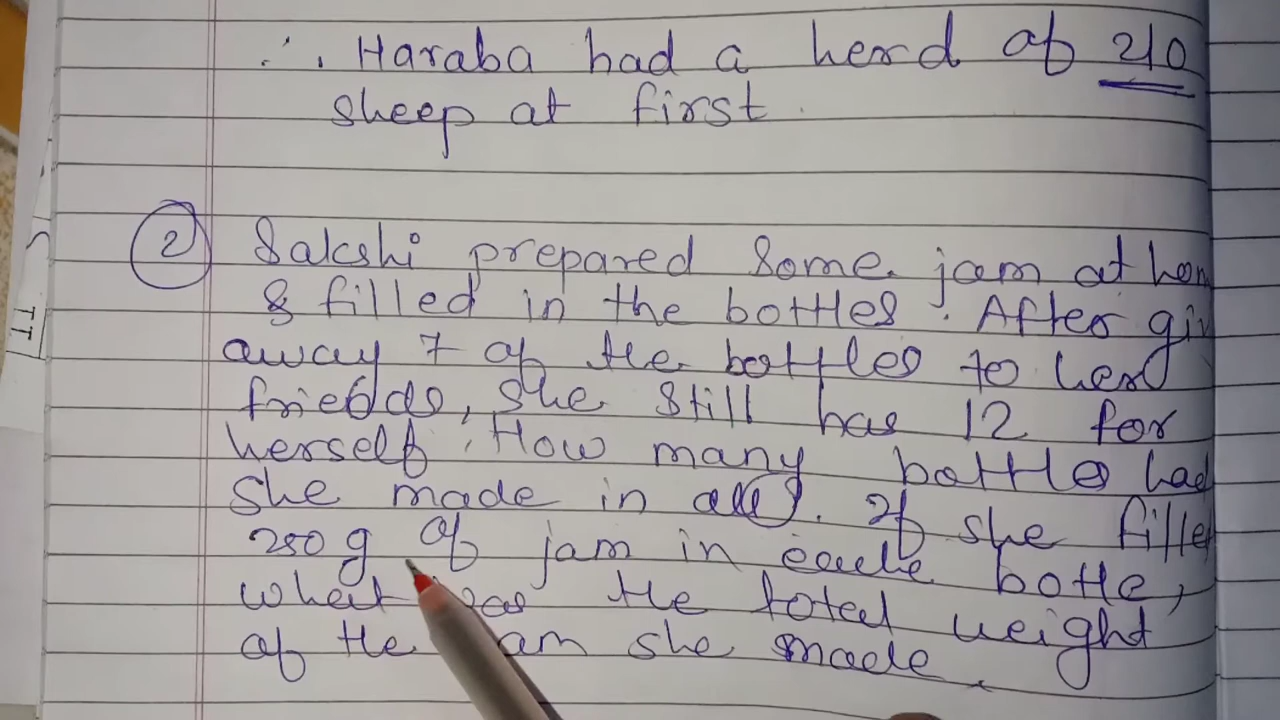 ∴ Haraba had a herd of 210
sheep at first.
② Sakshi prepared some jam at hom
& filled in the bottles. After giv
away 7 of the bottles to her
friends, she still has 12 for
herself. How many bottles had
she made in all. If she filled
250 g of jam in each bottle,
what was the total weight
of the jam she made.